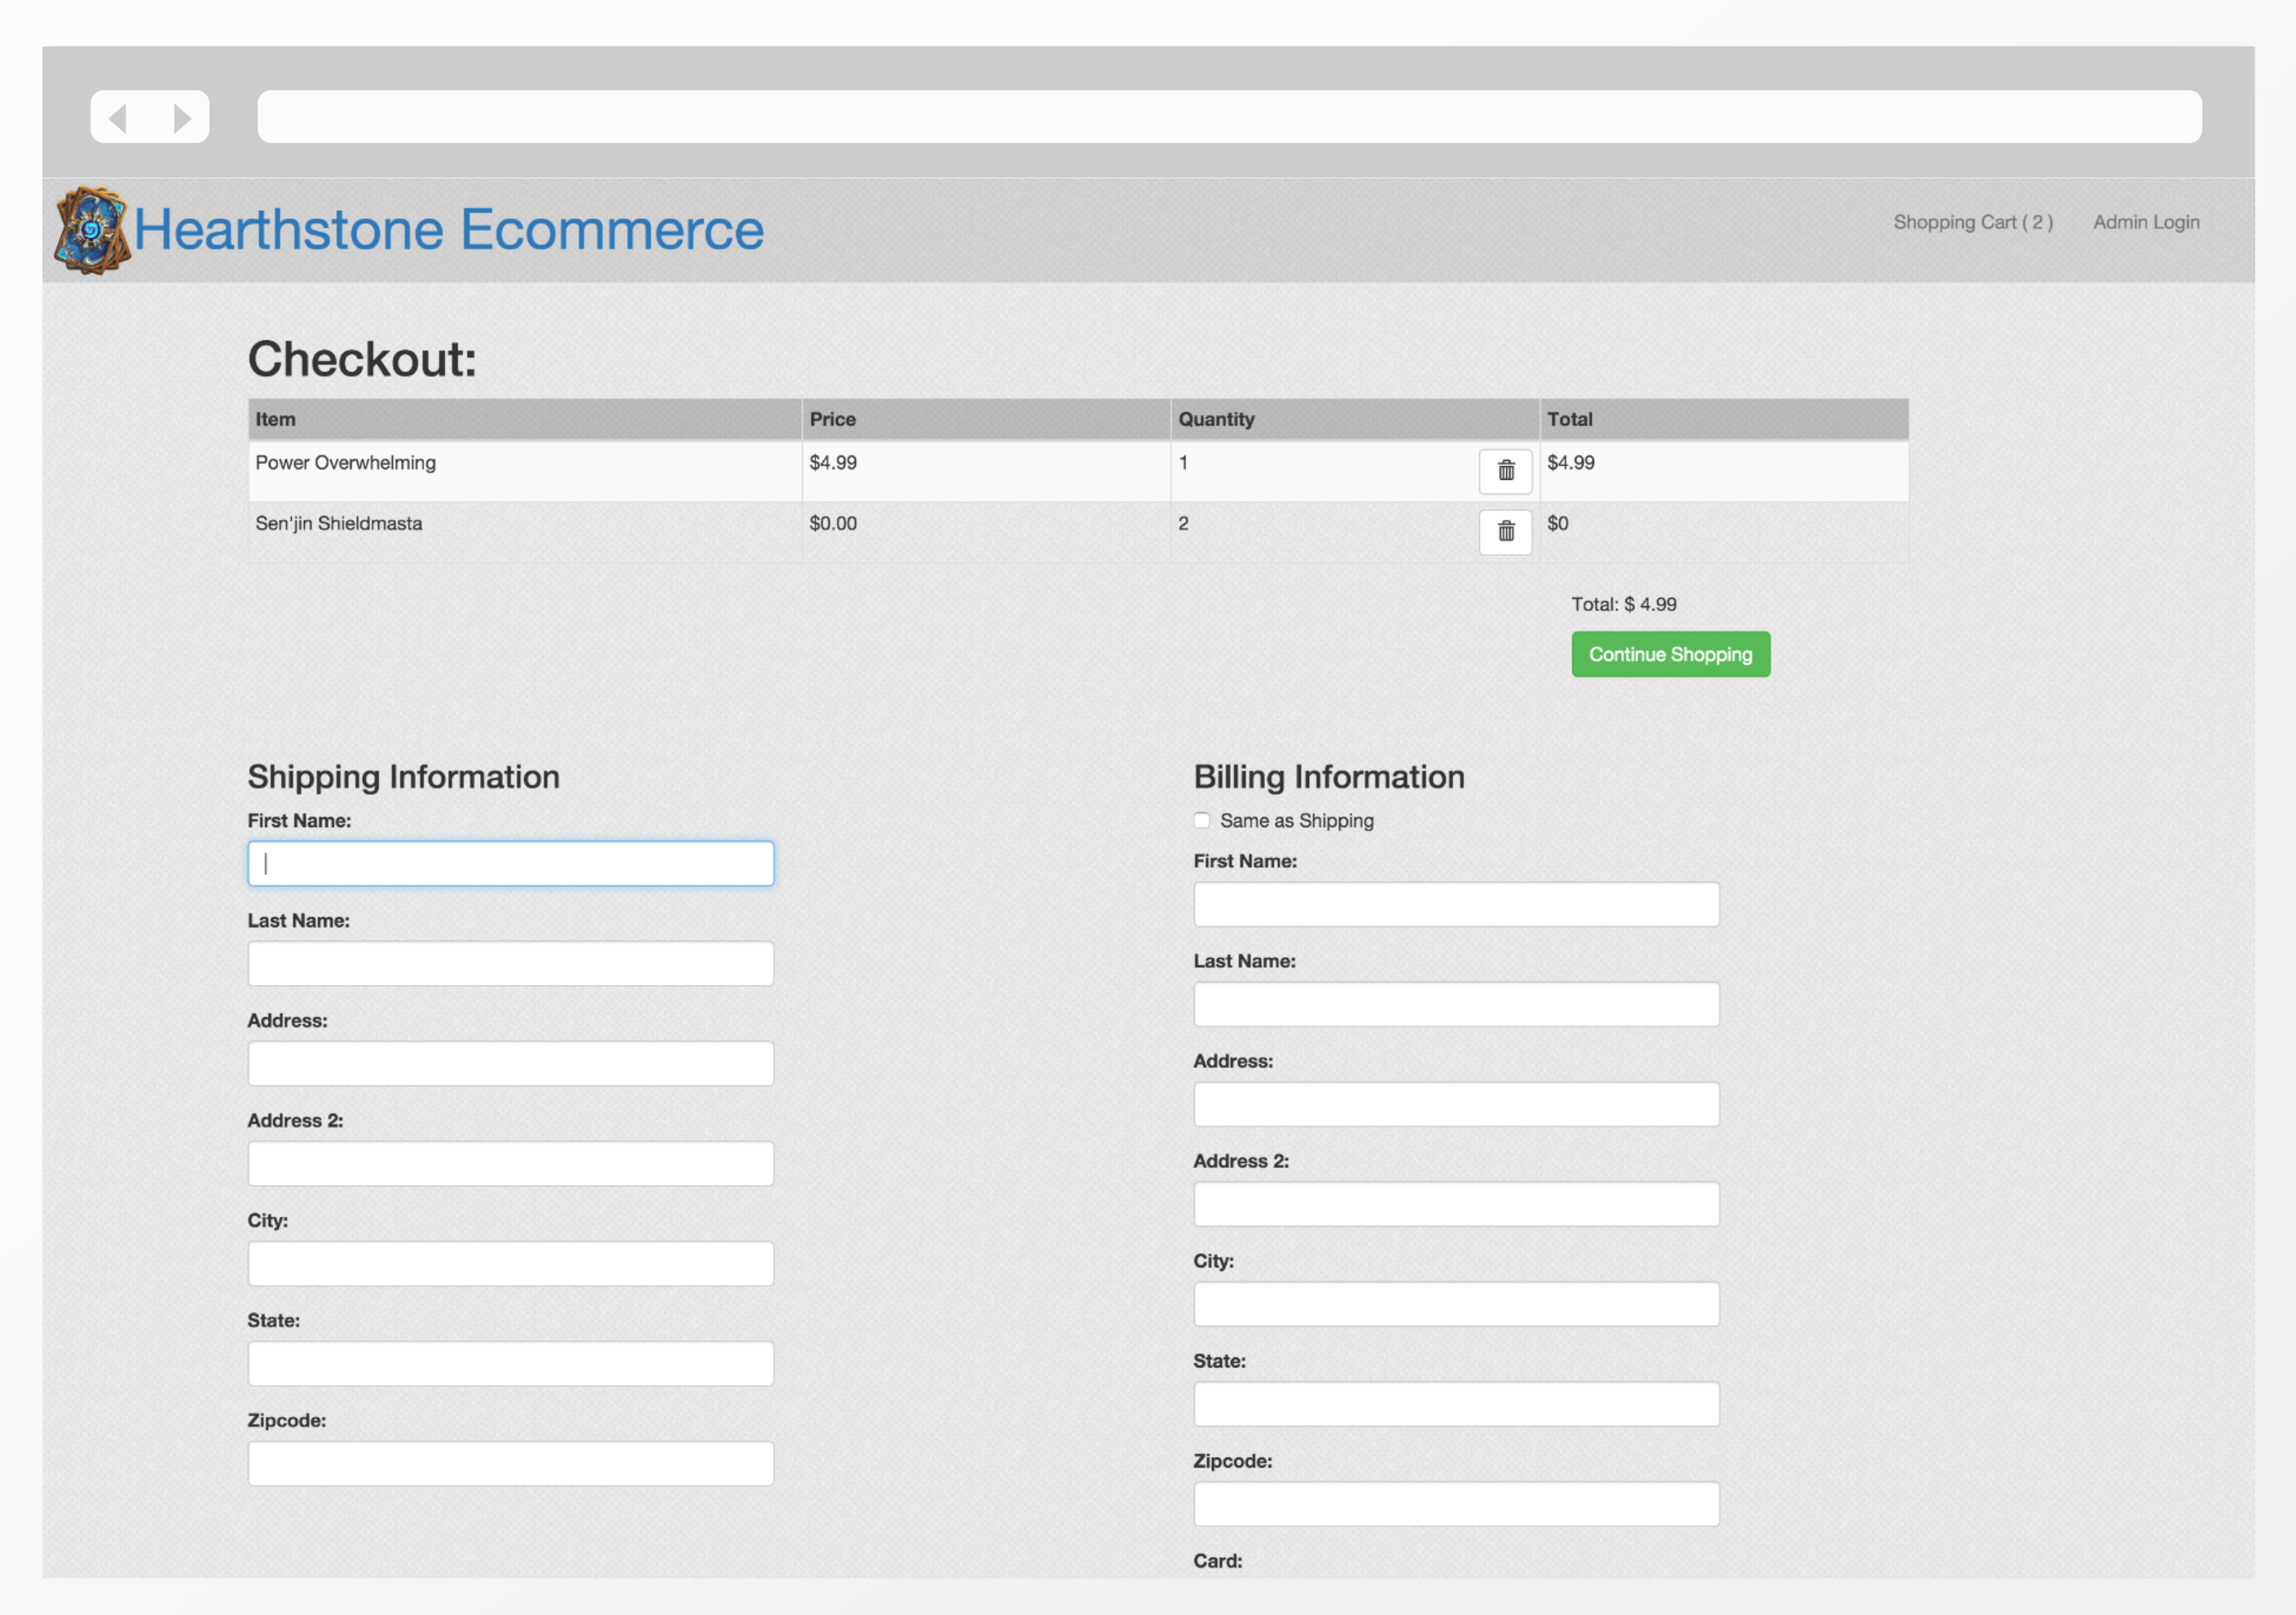 Hearthstone Ecommerce
Shopping Cart ( 2 )
Admin Login
Checkout:
Item Price Quantity Total
Power Overwhelming $4.99 1 $4.99
Sen'jin Shieldmasta $0.00 2 $0
Total: $ 4.99
Continue Shopping
Shipping Information
First Name:
Last Name:
Address:
Address 2:
City:
State:
Zipcode:
Billing Information
Same as Shipping
First Name:
Last Name:
Address:
Address 2:
City:
State:
Zipcode:
Card: